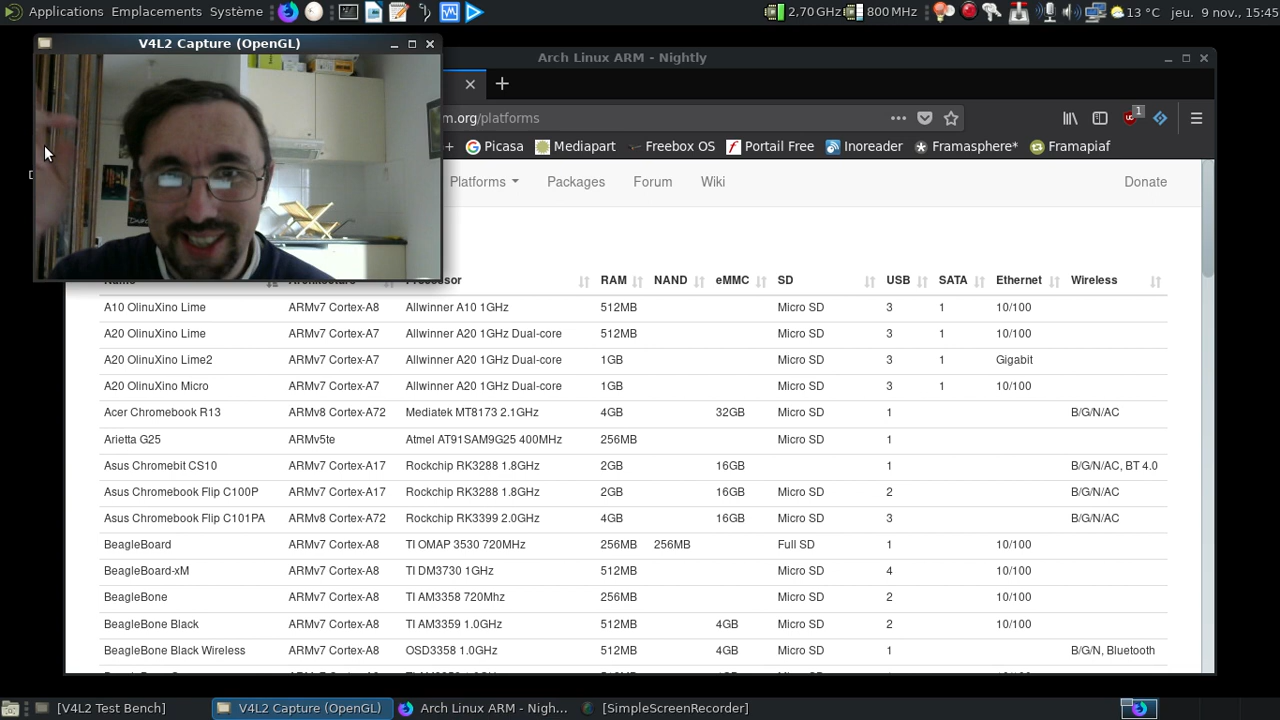 Applications Emplacements Système 2,70 GHz 800 MHz 13 °C jeu. 9 nov., 15:45
V4L2 Capture (OpenGL)
Arch Linux ARM - Nightly
m.org/platforms
1
Picasa Mediapart Freebox OS Portail Free Inoreader Framasphere* Framapiaf
Platforms Packages Forum Wiki Donate
Name Architecture Processor RAM NAND eMMC SD USB SATA Ethernet Wireless
A10 OlinuXino Lime ARMv7 Cortex-A8 Allwinner A10 1GHz 512MB Micro SD 3 1 10/100
A20 OlinuXino Lime ARMv7 Cortex-A7 Allwinner A20 1GHz Dual-core 512MB Micro SD 3 1 10/100
A20 OlinuXino Lime2 ARMv7 Cortex-A7 Allwinner A20 1GHz Dual-core 1GB Micro SD 3 1 Gigabit
A20 OlinuXino Micro ARMv7 Cortex-A7 Allwinner A20 1GHz Dual-core 1GB Micro SD 3 1 10/100
Acer Chromebook R13 ARMv8 Cortex-A72 Mediatek MT8173 2.1GHz 4GB 32GB Micro SD 1 B/G/N/AC
Arietta G25 ARMv5te Atmel AT91SAM9G25 400MHz 256MB Micro SD 1
Asus Chromebit CS10 ARMv7 Cortex-A17 Rockchip RK3288 1.8GHz 2GB 16GB 1 B/G/N/AC, BT 4.0
Asus Chromebook Flip C100P ARMv7 Cortex-A17 Rockchip RK3288 1.8GHz 2GB 16GB Micro SD 2 B/G/N/AC
Asus Chromebook Flip C101PA ARMv8 Cortex-A72 Rockchip RK3399 2.0GHz 4GB 16GB Micro SD 3 B/G/N/AC
BeagleBoard ARMv7 Cortex-A8 TI OMAP 3530 720MHz 256MB 256MB Full SD 1 10/100
BeagleBoard-xM ARMv7 Cortex-A8 TI DM3730 1GHz 512MB Micro SD 4 10/100
BeagleBone ARMv7 Cortex-A8 TI AM3358 720Mhz 256MB Micro SD 2 10/100
BeagleBone Black ARMv7 Cortex-A8 TI AM3359 1.0GHz 512MB 4GB Micro SD 2 10/100
BeagleBone Black Wireless ARMv7 Cortex-A8 OSD3358 1.0GHz 512MB 4GB Micro SD 1 B/G/N, Bluetooth
[V4L2 Test Bench] V4L2 Capture (OpenGL) Arch Linux ARM - Nigh... [SimpleScreenRecorder]